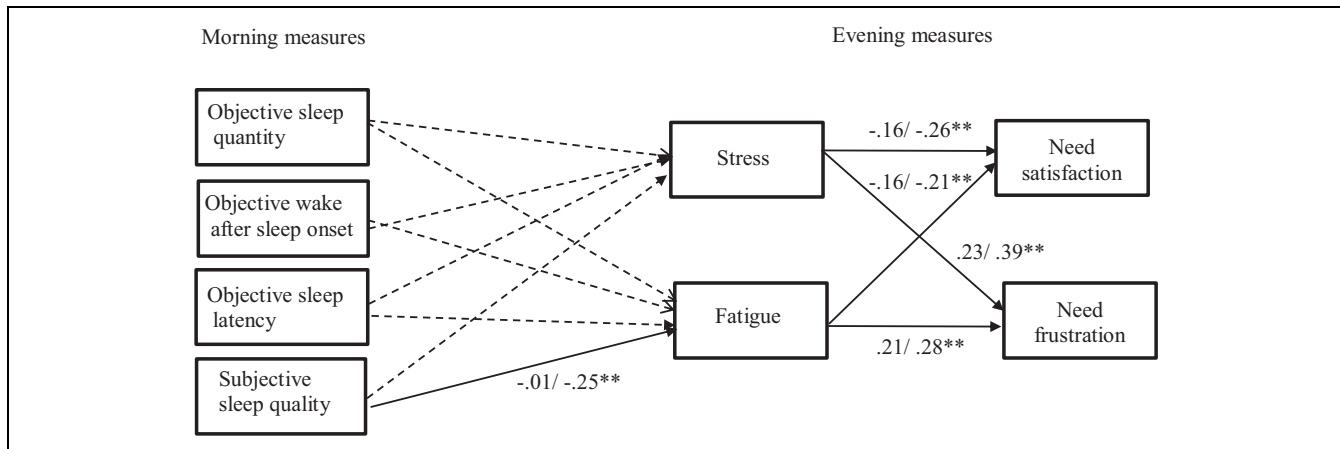 Morning measures
Evening measures
Objective sleep
quantity
Objective wake
after sleep onset
Objective sleep
latency
Subjective
sleep quality
Stress
Fatigue
-.16/ -.26**
-.16/ -.21**
.23/ .39**
.21/ .28**
-.01/ -.25**
Need
satisfaction
Need
frustration